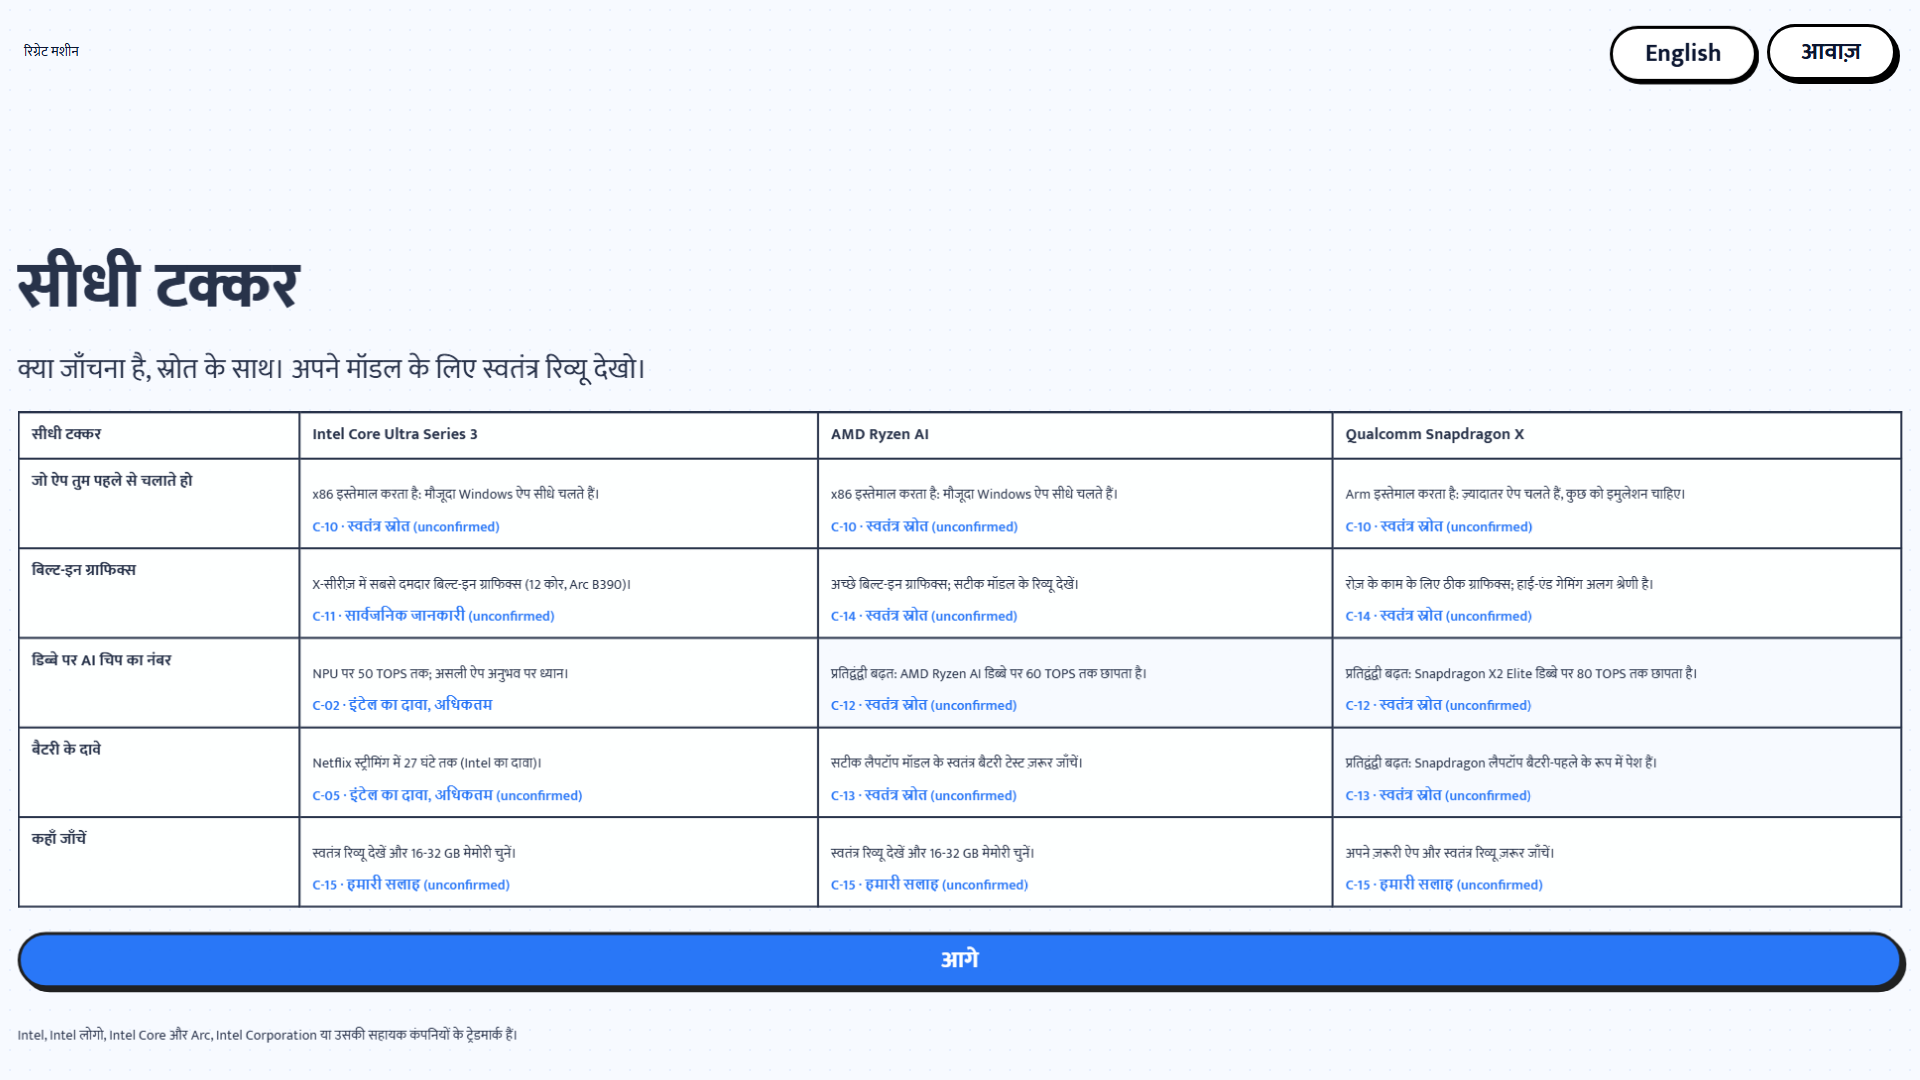 रिग्रेट मशीन
English
आवाज़
सीधी टक्कर
क्या जाँचना है, स्रोत के साथ। अपने मॉडल के लिए स्वतंत्र रिव्यू देखो।
सीधी टक्कर
Intel Core Ultra Series 3
AMD Ryzen AI
Qualcomm Snapdragon X
जो ऐप तुम पहले से चलाते हो
x86 इस्तेमाल करता है: मौजूदा Windows ऐप सीधे चलते हैं।
C-10 · स्वतंत्र स्रोत (unconfirmed)
x86 इस्तेमाल करता है: मौजूदा Windows ऐप सीधे चलते हैं।
C-10 · स्वतंत्र स्रोत (unconfirmed)
Arm इस्तेमाल करता है: ज़्यादातर ऐप चलते हैं, कुछ को इमुलेशन चाहिए।
C-10 · स्वतंत्र स्रोत (unconfirmed)
बिल्ट-इन ग्राफिक्स
X-सीरीज़ में सबसे दमदार बिल्ट-इन ग्राफिक्स (12 कोर, Arc B390)।
C-11 · सार्वजनिक जानकारी (unconfirmed)
अच्छे बिल्ट-इन ग्राफिक्स; सटीक मॉडल के रिव्यू देखें।
C-14 · स्वतंत्र स्रोत (unconfirmed)
रोज़ के काम के लिए ठीक ग्राफिक्स; हाई-एंड गेमिंग अलग श्रेणी है।
C-14 · स्वतंत्र स्रोत (unconfirmed)
डिब्बे पर AI चिप का नंबर
NPU पर 50 TOPS तक; असली ऐप अनुभव पर ध्यान।
C-02 · इंटेल का दावा, अधिकतम
प्रतिद्वंद्वी बढ़त: AMD Ryzen AI डिब्बे पर 60 TOPS तक छापता है।
C-12 · स्वतंत्र स्रोत (unconfirmed)
प्रतिद्वंद्वी बढ़त: Snapdragon X2 Elite डिब्बे पर 80 TOPS तक छापता है।
C-12 · स्वतंत्र स्रोत (unconfirmed)
बैटरी के दावे
Netflix स्ट्रीमिंग में 27 घंटे तक (Intel का दावा)।
C-05 · इंटेल का दावा, अधिकतम (unconfirmed)
सटीक लैपटॉप मॉडल के स्वतंत्र बैटरी टेस्ट ज़रूर जाँचें।
C-13 · स्वतंत्र स्रोत (unconfirmed)
प्रतिद्वंद्वी बढ़त: Snapdragon लैपटॉप बैटरी-पहले के रूप में पेश हैं।
C-13 · स्वतंत्र स्रोत (unconfirmed)
कहाँ जाँचें
स्वतंत्र रिव्यू देखें और 16-32 GB मेमोरी चुनें।
C-15 · हमारी सलाह (unconfirmed)
स्वतंत्र रिव्यू देखें और 16-32 GB मेमोरी चुनें।
C-15 · हमारी सलाह (unconfirmed)
अपने ज़रूरी ऐप और स्वतंत्र रिव्यू ज़रूर जाँचें।
C-15 · हमारी सलाह (unconfirmed)
आगे
Intel, Intel लोगो, Intel Core और Arc, Intel Corporation या उसकी सहायक कंपनियों के ट्रेडमार्क हैं।